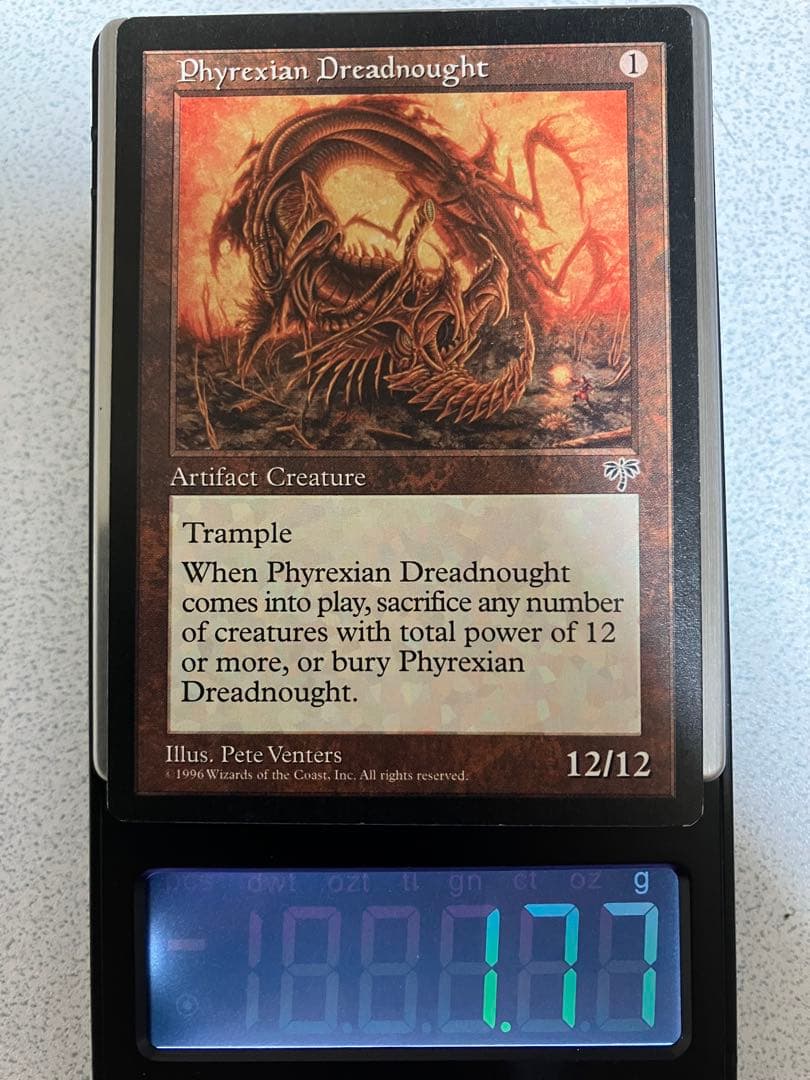 Phyrexian Dreadnought 1
Artifact Creature
Trample
When Phyrexian Dreadnought
comes into play, sacrifice any number
of creatures with total power of 12
or more, or bury Phyrexian
Dreadnought.
Illus. Pete Venters
© 1996 Wizards of the Coast, Inc. All rights reserved.
12/12
pcs dwt ozt tl gn ct oz g
1.77